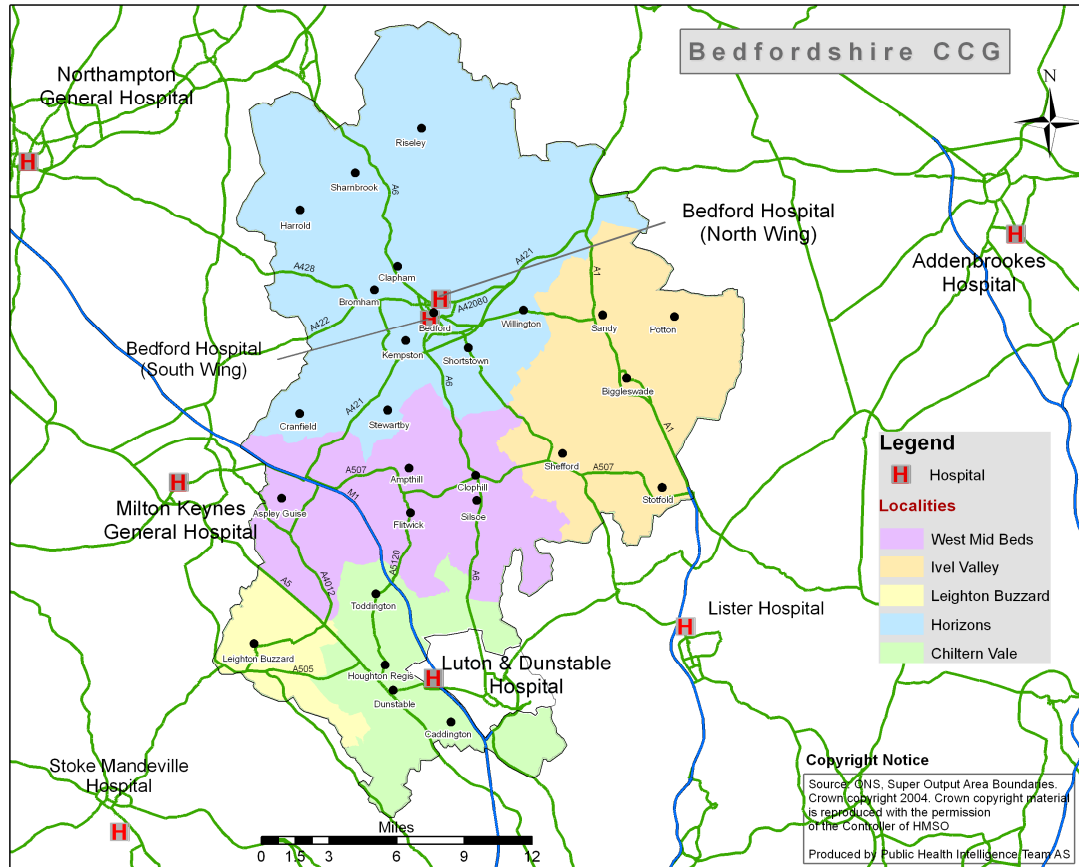 Bedfordshire CCG
N
Northampton
General Hospital
H
Riseley
Sharnbrook
A6
Harrold
Bedford Hospital
(North Wing)
H
Addenbrookes
Hospital
A428
Clapham
A421
A1
Bromham
H
A42080
A422
H
Bedford
Willington
Sandy
Potton
Bedford Hospital
(South Wing)
Kempston
Shortstown
A6
Biggleswade
A421
Cranfield
Stewartby
A1
Legend
H
Hospital
Localities
West Mid Beds
Ivel Valley
Leighton Buzzard
Horizons
Chiltern Vale
H
Milton Keynes
General Hospital
A507
Ampthill
Shefford
A507
Clophill
M1
Aspley Guise
Flitwick
Silsoe
Stotfold
A5120
A5
A4012
A6
Toddington
Lister Hospital
H
Leighton Buzzard
A505
Houghton Regis
Luton & Dunstable
Hospital
H
Dunstable
Caddington
Stoke Mandeville
Hospital
H
Miles
0 1.5 3 6 9 12
Copyright Notice
Source: ONS, Super Output Area Boundaries.
Crown copyright 2004. Crown copyright material
is reproduced with the permission
of the Controller of HMSO
Produced by Public Health Intelligence Team AS